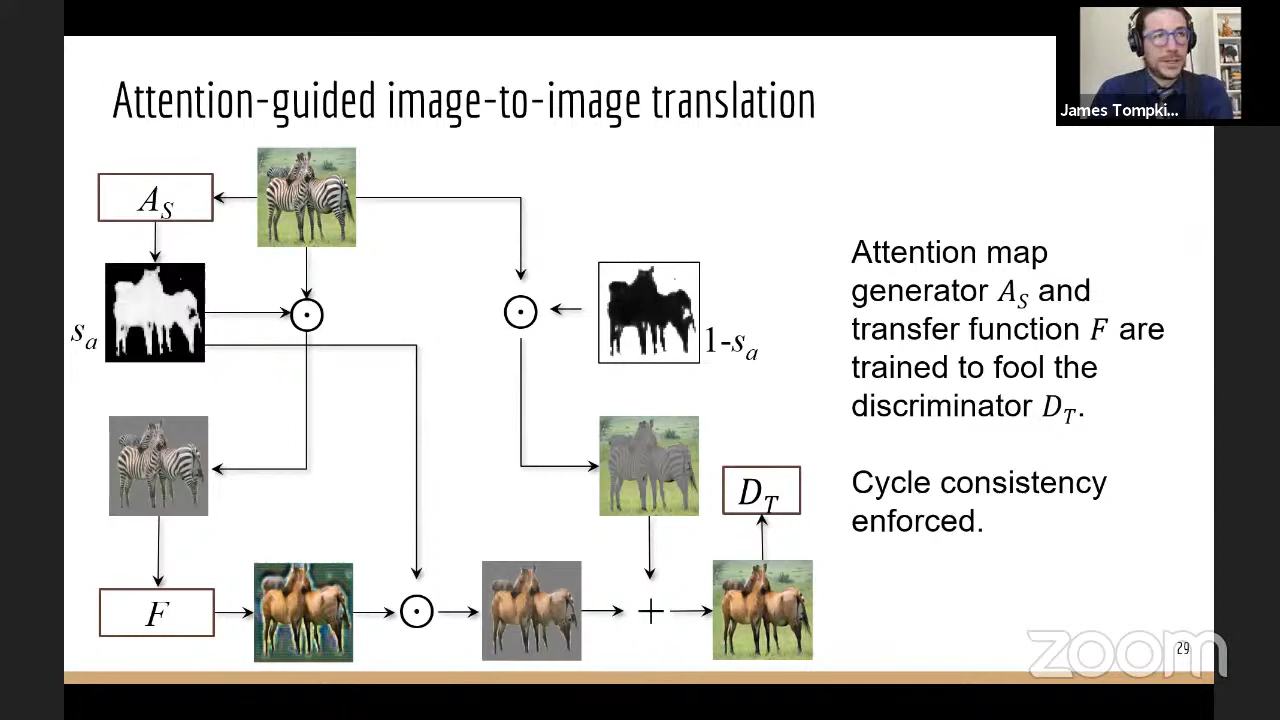 James Tompki...
Attention-guided image-to-image translation
A_S
s_a
1-s_a
Attention map
generator A_S and
transfer function F are
trained to fool the
discriminator D_T.
Cycle consistency
enforced.
D_T
F
+
zoom
29